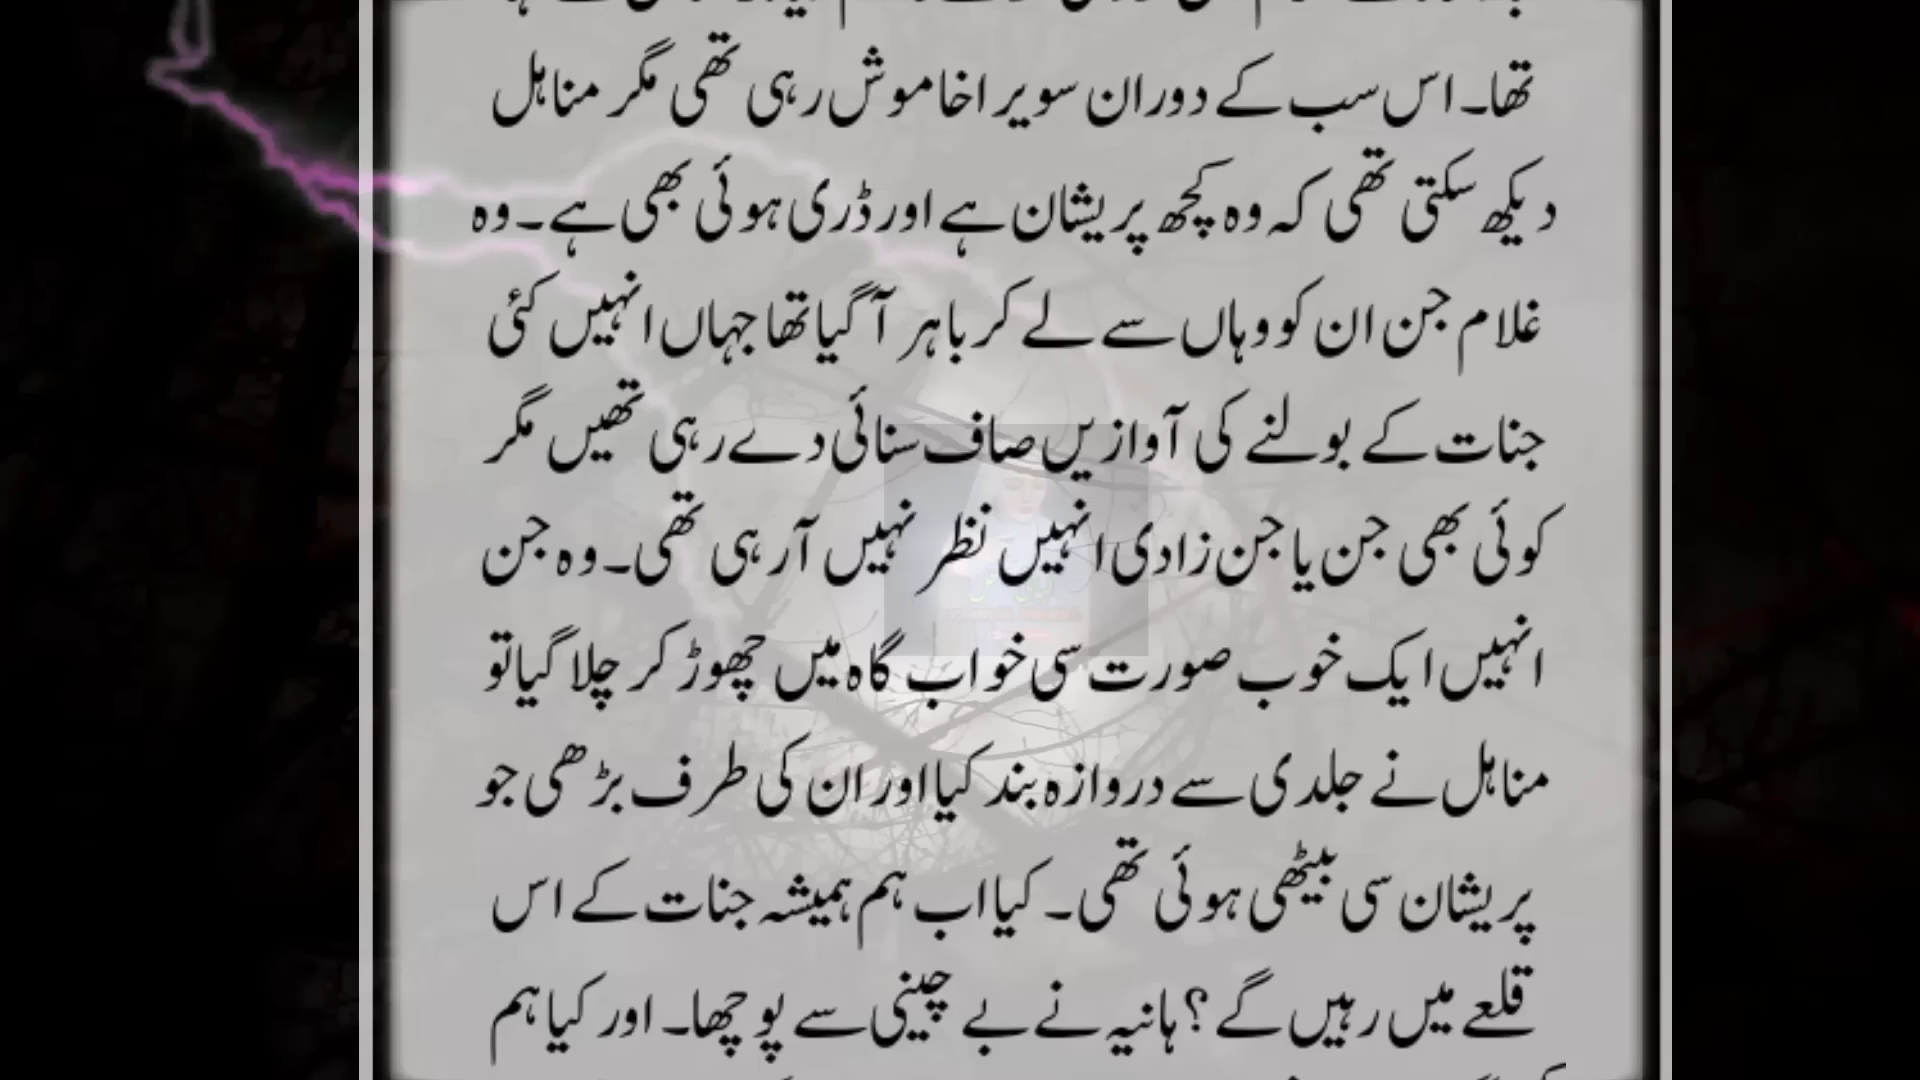 تھا۔ اس سب کے دوران سویرا خاموش رہی تھی مگر مناہل
دیکھ سکتی تھی کہ وہ کچھ پریشان ہے اور ڈری ہوئی بھی ہے۔ وہ
غلام جن ان کو وہاں سے لے کر باہر آ گیا تھا جہاں انہیں کئی
جنات کے بولنے کی آوازیں صاف سنائی دے رہی تھیں مگر
کوئی بھی جن یا جن زادی انہیں نظر نہیں آ رہی تھی۔ وہ جن
انہیں ایک خوب صورت سی خواب گاہ میں چھوڑ کر چلا گیا تو
مناہل نے جلدی سے دروازہ بند کیا اور ان کی طرف بڑھی جو
پریشان سی بیٹھی ہوئی تھی۔ کیا اب ہم ہمیشہ جنات کے اس
قلعے میں رہیں گے؟ ہانیہ نے بے چینی سے پوچھا۔ اور کیا ہم